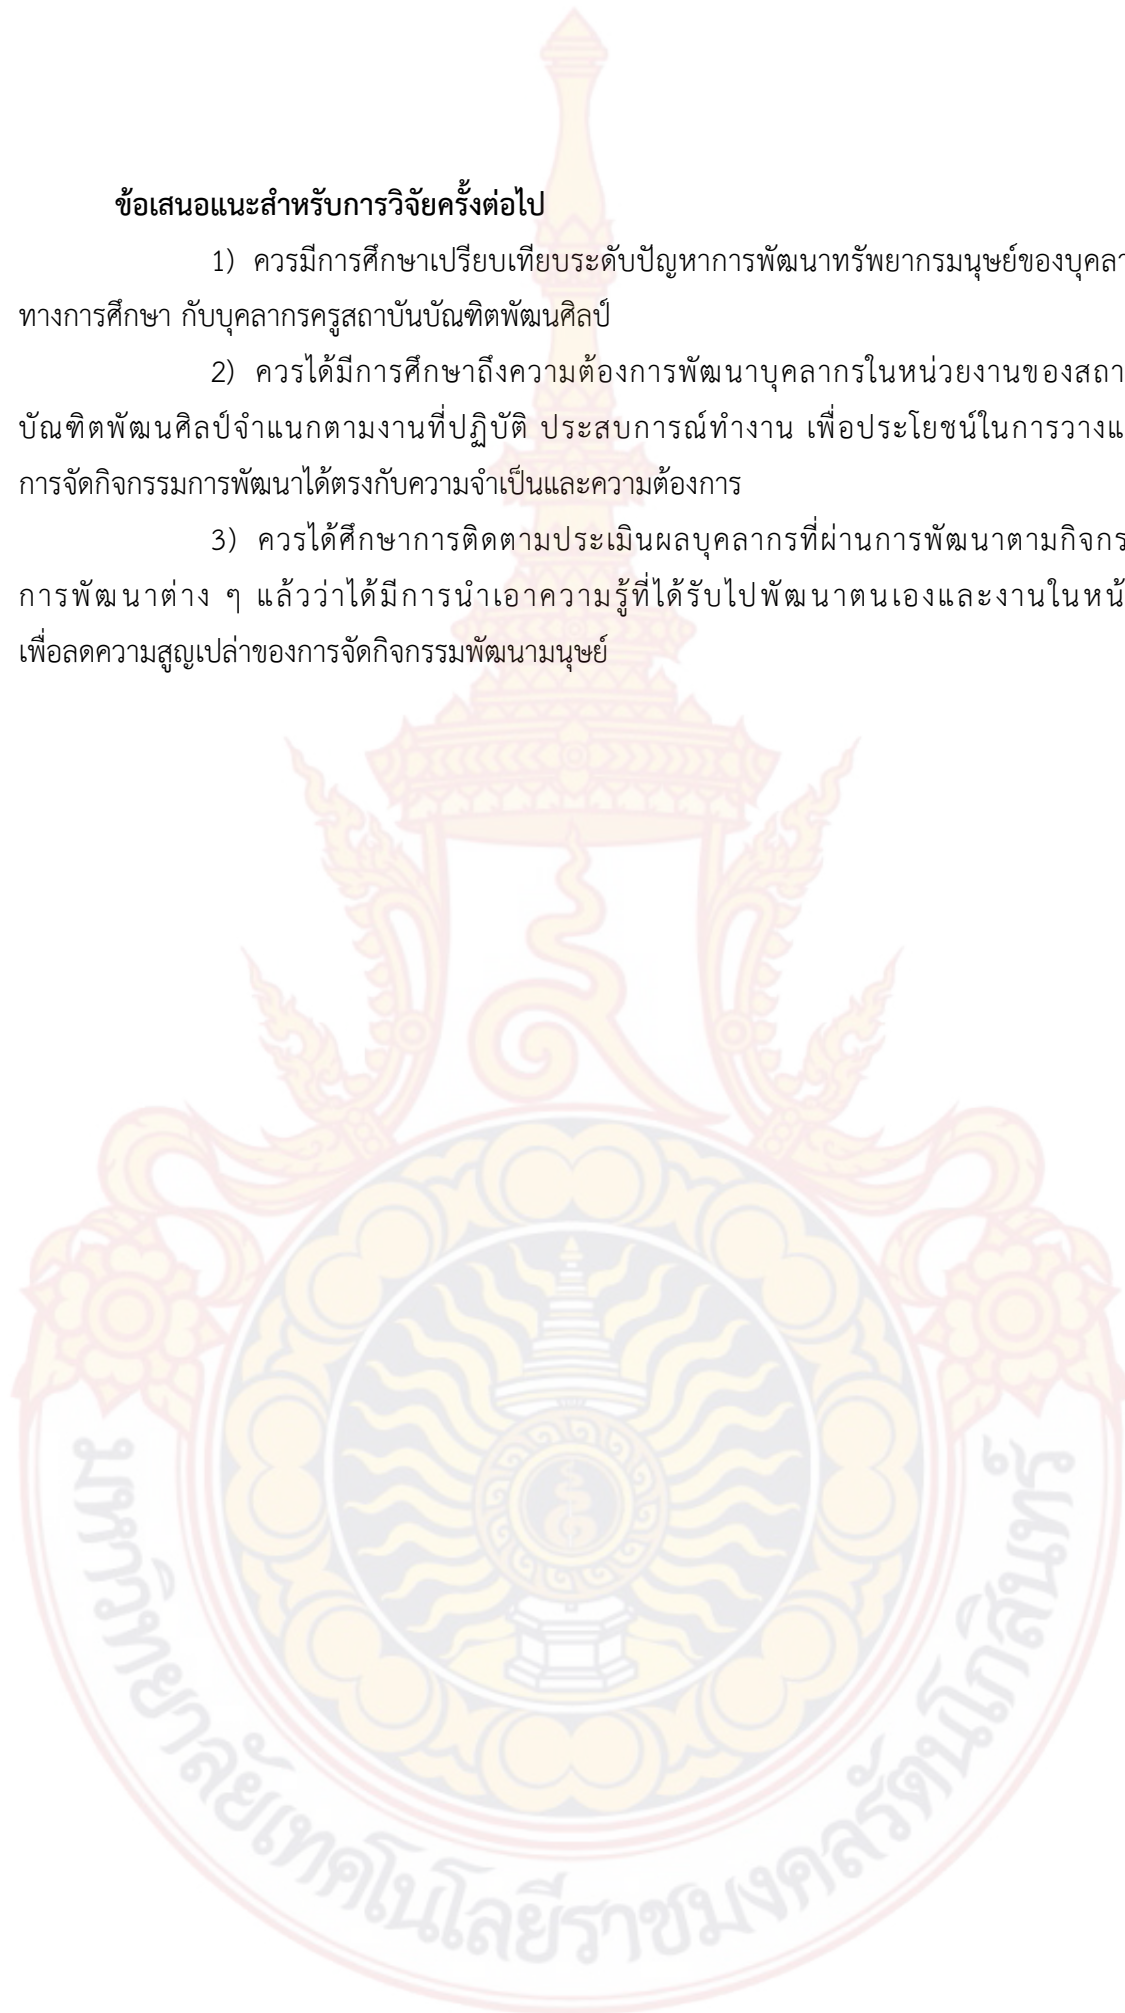 ข้อเสนอแนะสำหรับการวิจัยครั้งต่อไป
1) ควรมีการศึกษาเปรียบเทียบระดับปัญหาการพัฒนาทรัพยากรมนุษย์ของบุคลา
ทางการศึกษา กับบุคลากรครูสถาบันบัณฑิตพัฒนศิลป์
2) ควรได้มีการศึกษาถึงความต้องการพัฒนาบุคลากรในหน่วยงานของสถา
บัณฑิตพัฒนศิลป์จำแนกตามงานที่ปฏิบัติ ประสบการณ์ทำงาน เพื่อประโยชน์ในการวางแ
การจัดกิจกรรมการพัฒนาได้ตรงกับความจำเป็นและความต้องการ
3) ควรได้ศึกษาการติดตามประเมินผลบุคลากรที่ผ่านการพัฒนาตามกิจกร
การพัฒนาต่าง ๆ แล้วว่าได้มีการนำเอาความรู้ที่ได้รับไปพัฒนาตนเองและงานในหน้
เพื่อลดความสูญเปล่าของการจัดกิจกรรมพัฒนามนุษย์
มหาวิทยาลัยเทคโนโลยีราชมงคลรัตนโกสินทร์